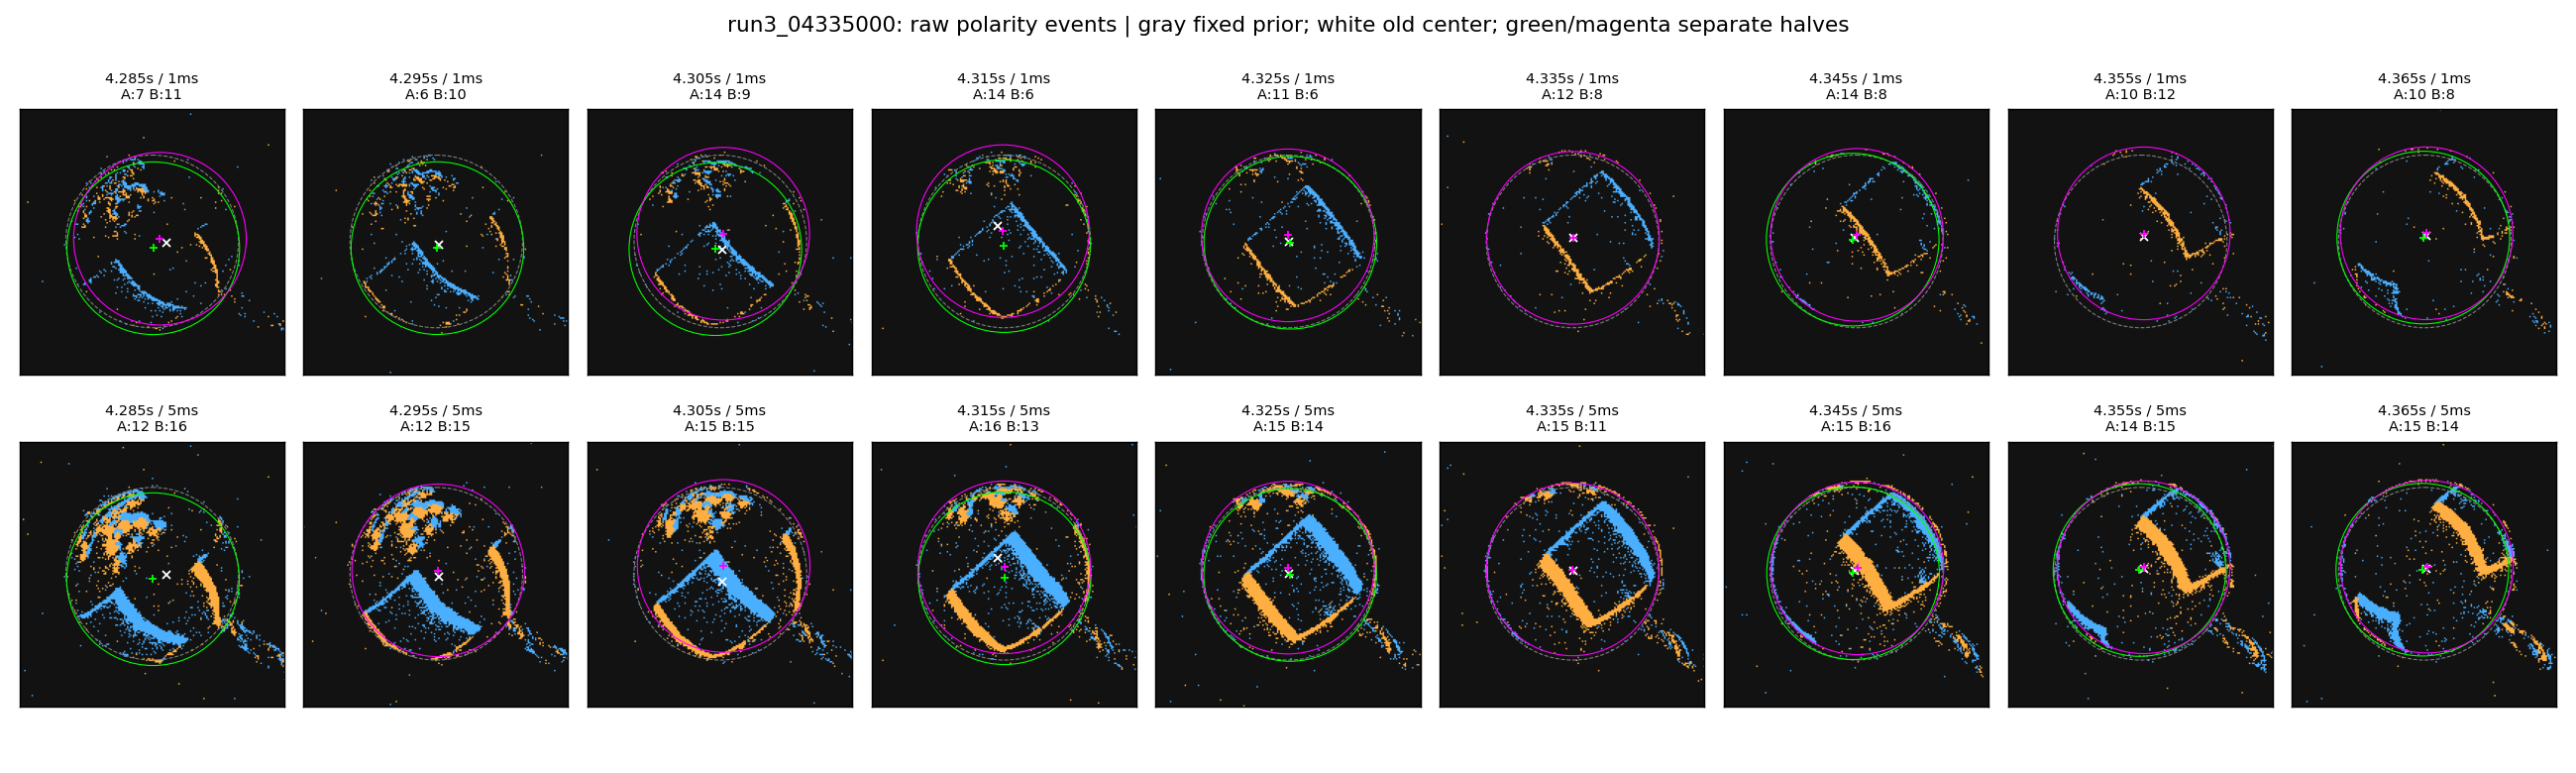 run3_04335000: raw polarity events | gray fixed prior; white old center; green/magenta separate halves
4.285s / 1ms
A:7 B:11
4.295s / 1ms
A:6 B:10
4.305s / 1ms
A:14 B:9
4.315s / 1ms
A:14 B:6
4.325s / 1ms
A:11 B:6
4.335s / 1ms
A:12 B:8
4.345s / 1ms
A:14 B:8
4.355s / 1ms
A:10 B:12
4.365s / 1ms
A:10 B:8
4.285s / 5ms
A:12 B:16
4.295s / 5ms
A:12 B:15
4.305s / 5ms
A:15 B:15
4.315s / 5ms
A:16 B:13
4.325s / 5ms
A:15 B:14
4.335s / 5ms
A:15 B:11
4.345s / 5ms
A:15 B:16
4.355s / 5ms
A:14 B:15
4.365s / 5ms
A:15 B:14